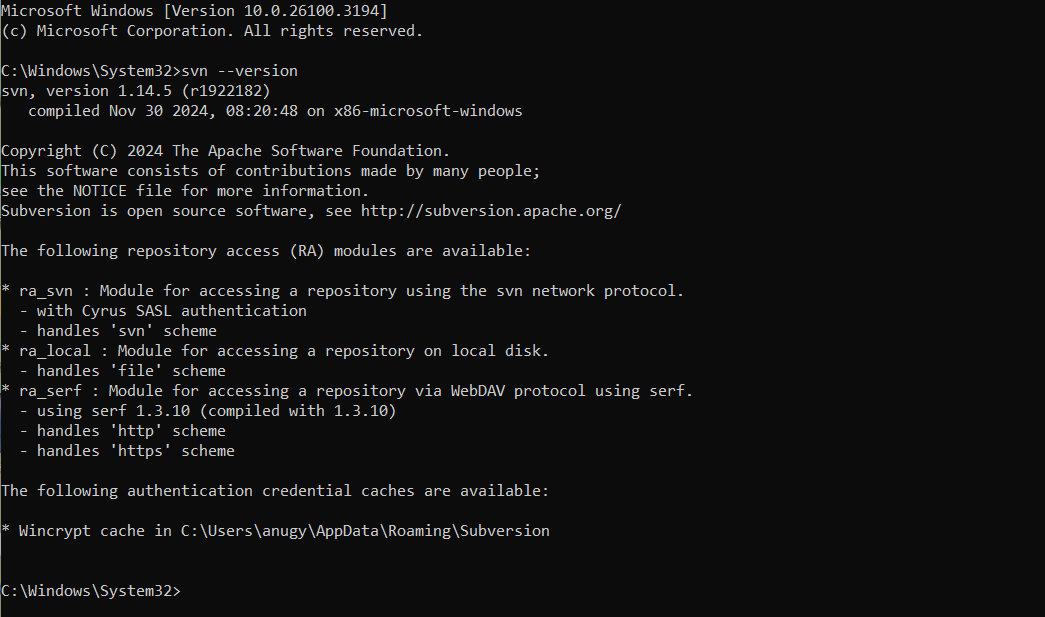 Microsoft Windows [Version 10.0.26100.3194]
(c) Microsoft Corporation. All rights reserved.
C:\Windows\System32>svn --version
svn, version 1.14.5 (r1922182)
   compiled Nov 30 2024, 08:20:48 on x86-microsoft-windows
Copyright (C) 2024 The Apache Software Foundation.
This software consists of contributions made by many people;
see the NOTICE file for more information.
Subversion is open source software, see http://subversion.apache.org/
The following repository access (RA) modules are available:
* ra_svn : Module for accessing a repository using the svn network protocol.
  - with Cyrus SASL authentication
  - handles 'svn' scheme
* ra_local : Module for accessing a repository on local disk.
  - handles 'file' scheme
* ra_serf : Module for accessing a repository via WebDAV protocol using serf.
  - using serf 1.3.10 (compiled with 1.3.10)
  - handles 'http' scheme
  - handles 'https' scheme
The following authentication credential caches are available:
* Wincrypt cache in C:\Users\anugy\AppData\Roaming\Subversion
C:\Windows\System32>